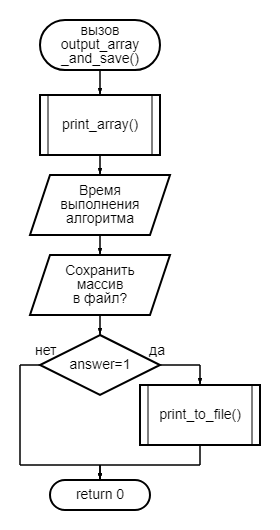 вызов
output_array
_and_save()
print_array()
Время
выполнения
алгоритма
Сохранить
массив
в файл?
нет
да
answer=1
print_to_file()
return 0